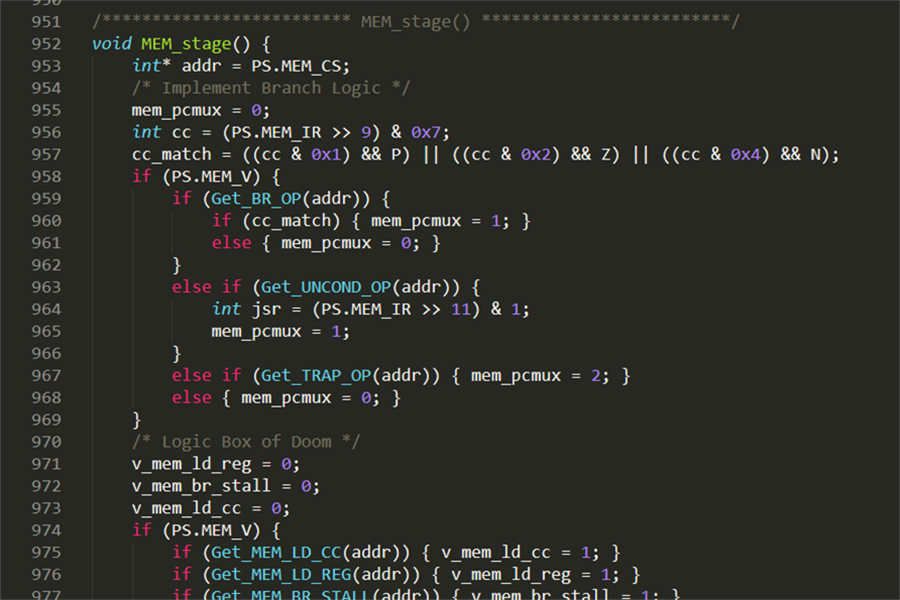 950
951 /************************* MEM_stage() *************************/
952 void MEM_stage() {
953 int* addr = PS.MEM_CS;
954 /* Implement Branch Logic */
955 mem_pcmux = 0;
956 int cc = (PS.MEM_IR >> 9) & 0x7;
957 cc_match = ((cc & 0x1) && P) || ((cc & 0x2) && Z) || ((cc & 0x4) && N);
958 if (PS.MEM_V) {
959 if (Get_BR_OP(addr)) {
960 if (cc_match) { mem_pcmux = 1; }
961 else { mem_pcmux = 0; }
962 }
963 else if (Get_UNCOND_OP(addr)) {
964 int jsr = (PS.MEM_IR >> 11) & 1;
965 mem_pcmux = 1;
966 }
967 else if (Get_TRAP_OP(addr)) { mem_pcmux = 2; }
968 else { mem_pcmux = 0; }
969 }
970 /* Logic Box of Doom */
971 v_mem_ld_reg = 0;
972 v_mem_br_stall = 0;
973 v_mem_ld_cc = 0;
974 if (PS.MEM_V) {
975 if (Get_MEM_LD_CC(addr)) { v_mem_ld_cc = 1; }
976 if (Get_MEM_LD_REG(addr)) { v_mem_ld_reg = 1; }
977 if (Get_MEM_BR_STALL(addr)) { v_mem_br_stall = 1; }